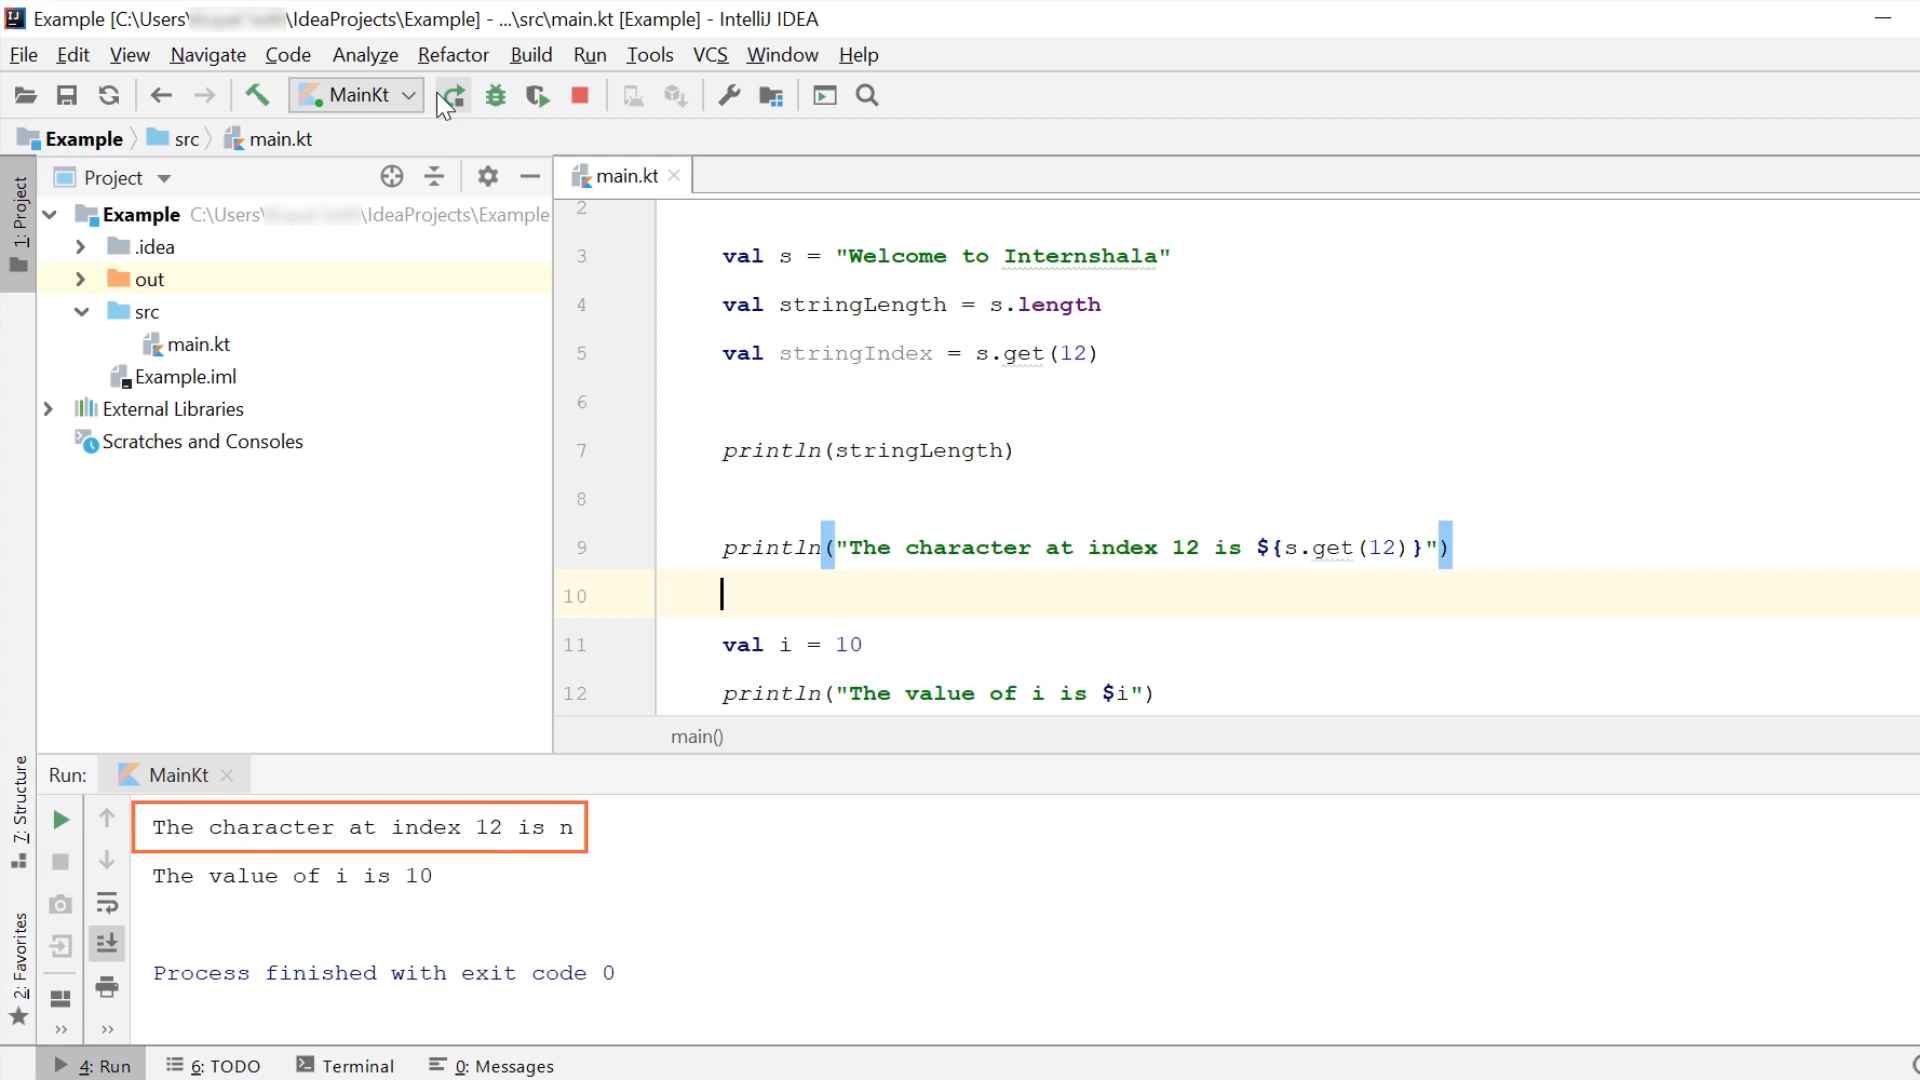 Example [C:\Users\ \IdeaProjects\Example] - ...\src\main.kt [Example] - IntelliJ IDEA
File Edit View Navigate Code Analyze Refactor Build Run Tools VCS Window Help
MainKt
Example src main.kt
1: Project
Project
main.kt
Example C:\Users\ \IdeaProjects\Example
.idea
out
src
main.kt
Example.iml
External Libraries
Scratches and Consoles
2
3 val s = "Welcome to Internshala"
4 val stringLength = s.length
5 val stringIndex = s.get(12)
6
7 println(stringLength)
8
9 println("The character at index 12 is ${s.get(12)}")
10
11 val i = 10
12 println("The value of i is $i")
main()
7: Structure
2: Favorites
Run: MainKt
The character at index 12 is n
The value of i is 10
Process finished with exit code 0
4: Run 6: TODO Terminal 0: Messages